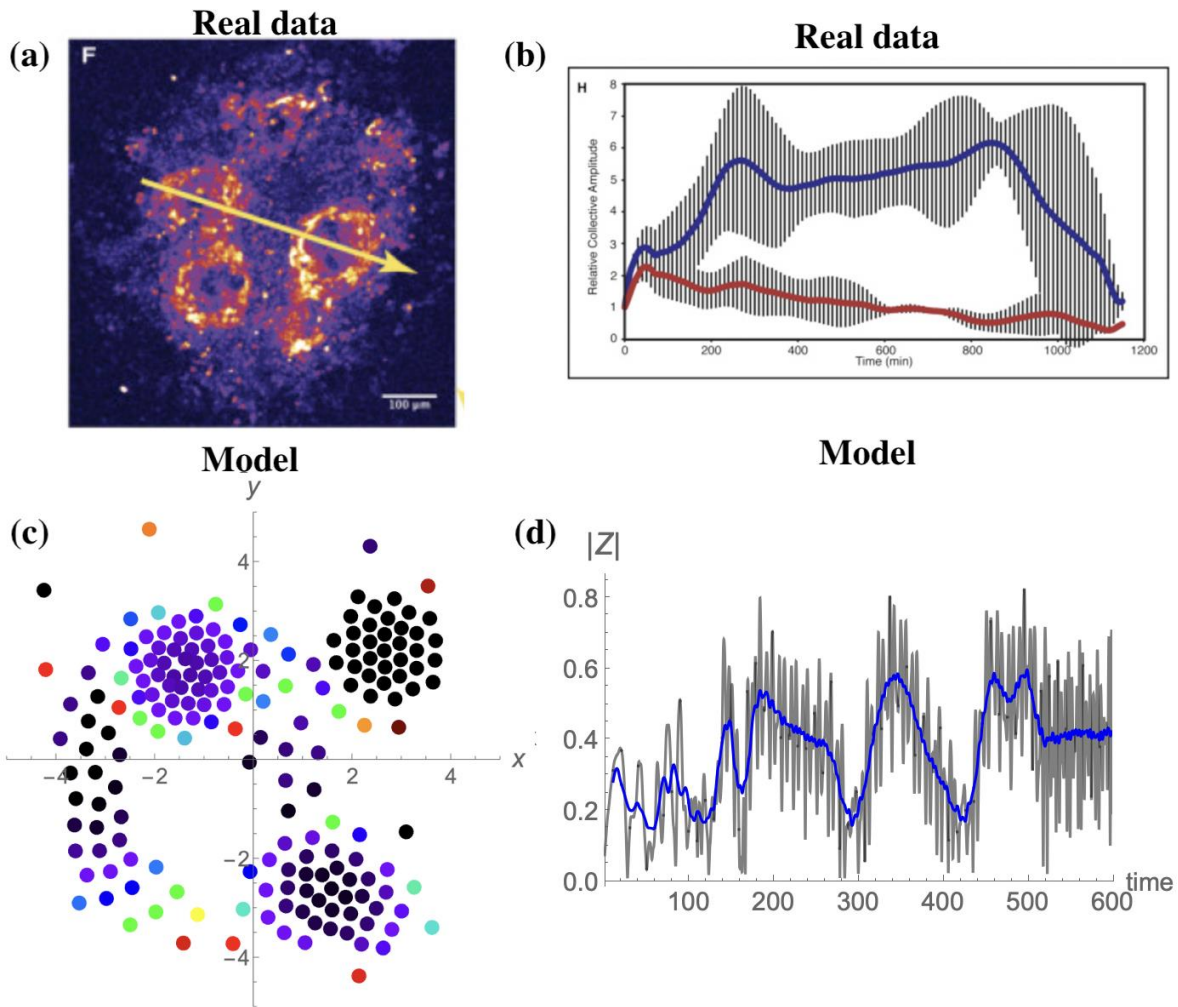 Real data
(a)
F
100 µm
Real data
(b)
H
Relative Collective Amplitude
8
7
6
5
4
3
2
1
0
0 200 400 600 800 1000 1200
Time (min)
Model
(c)
y
4
2
−4 −2 2 4 x
−2
−4
Model
(d)
|Z|
0.8
0.6
0.4
0.2
0.0
100 200 300 400 500 600 time